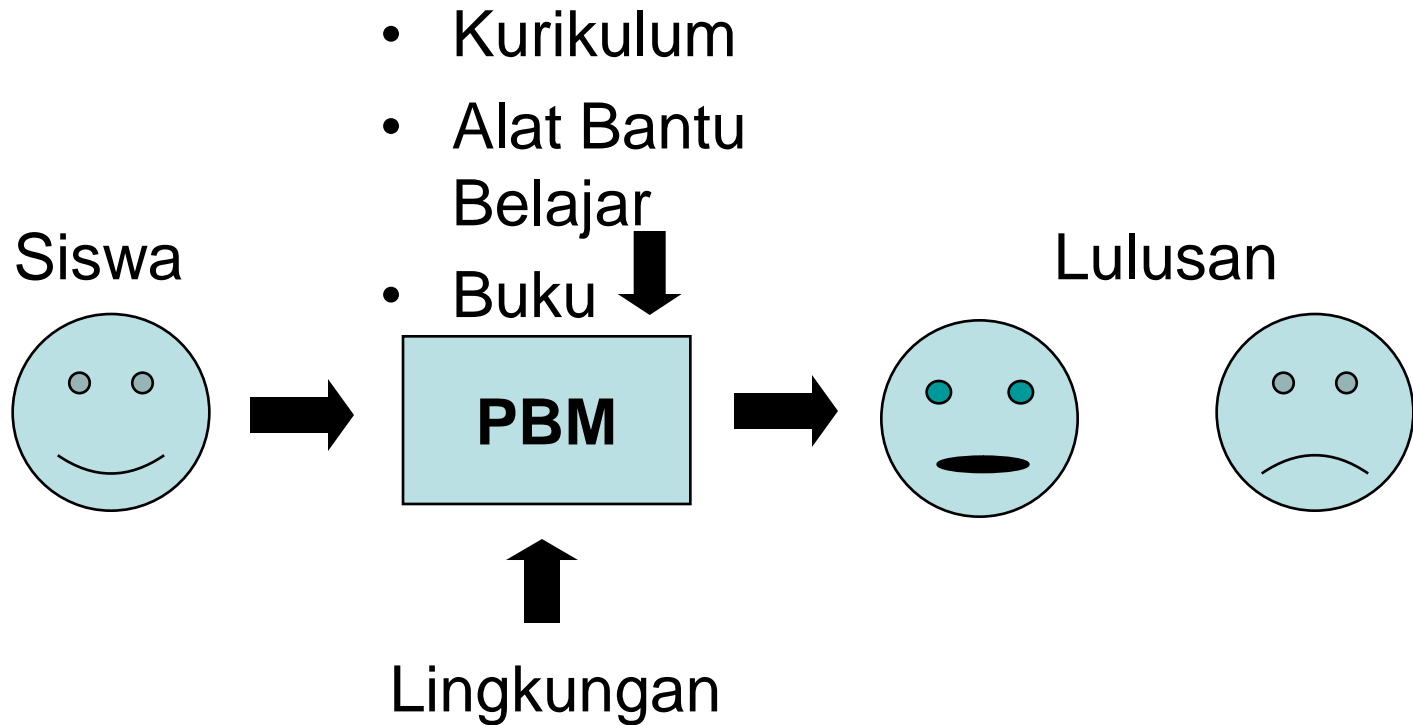 • Kurikulum
• Alat Bantu
Belajar
• Buku
Siswa
PBM
Lulusan
Lingkungan